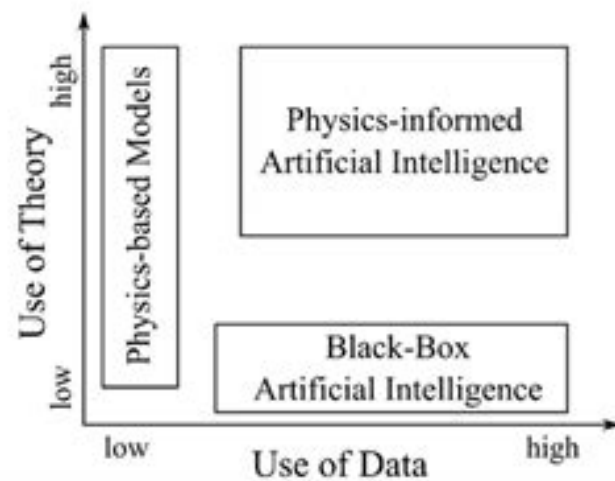 high
Use of Theory
low
Physics-based Models
Physics-informed
Artificial Intelligence
Black-Box
Artificial Intelligence
low
high
Use of Data